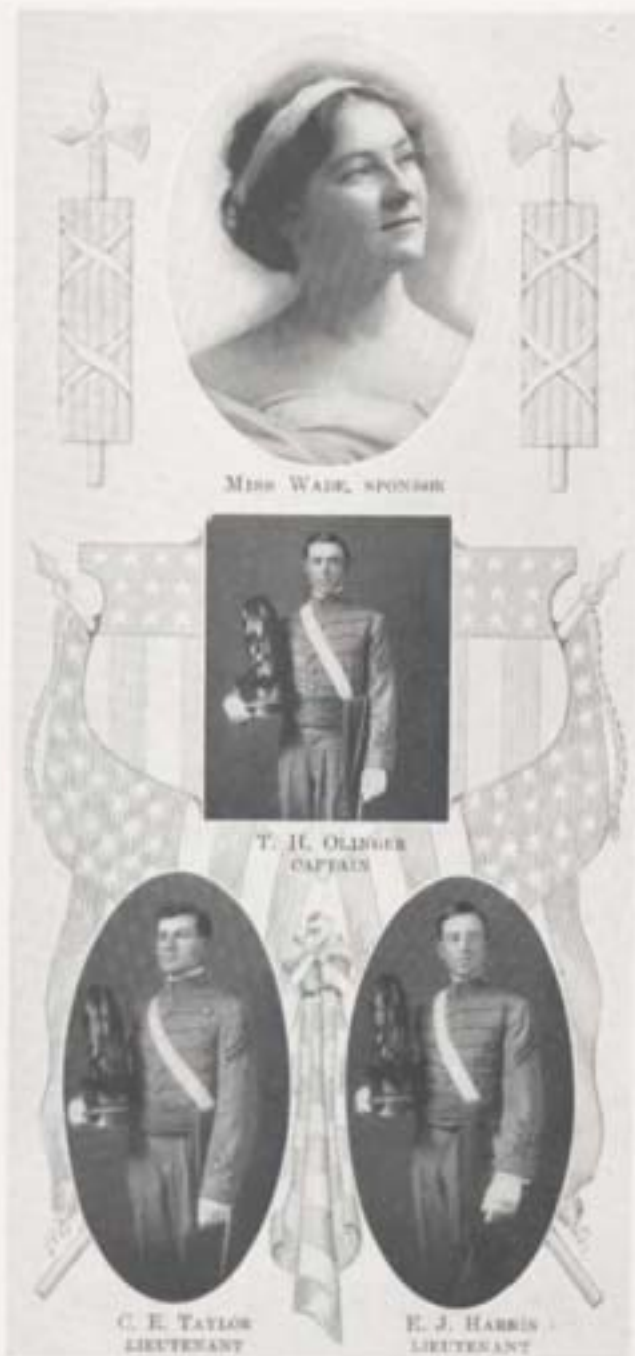 Miss Wade, sponsor
T. H. Olinger
captain
C. E. Taylor
lieutenant
E. J. Harris
lieutenant